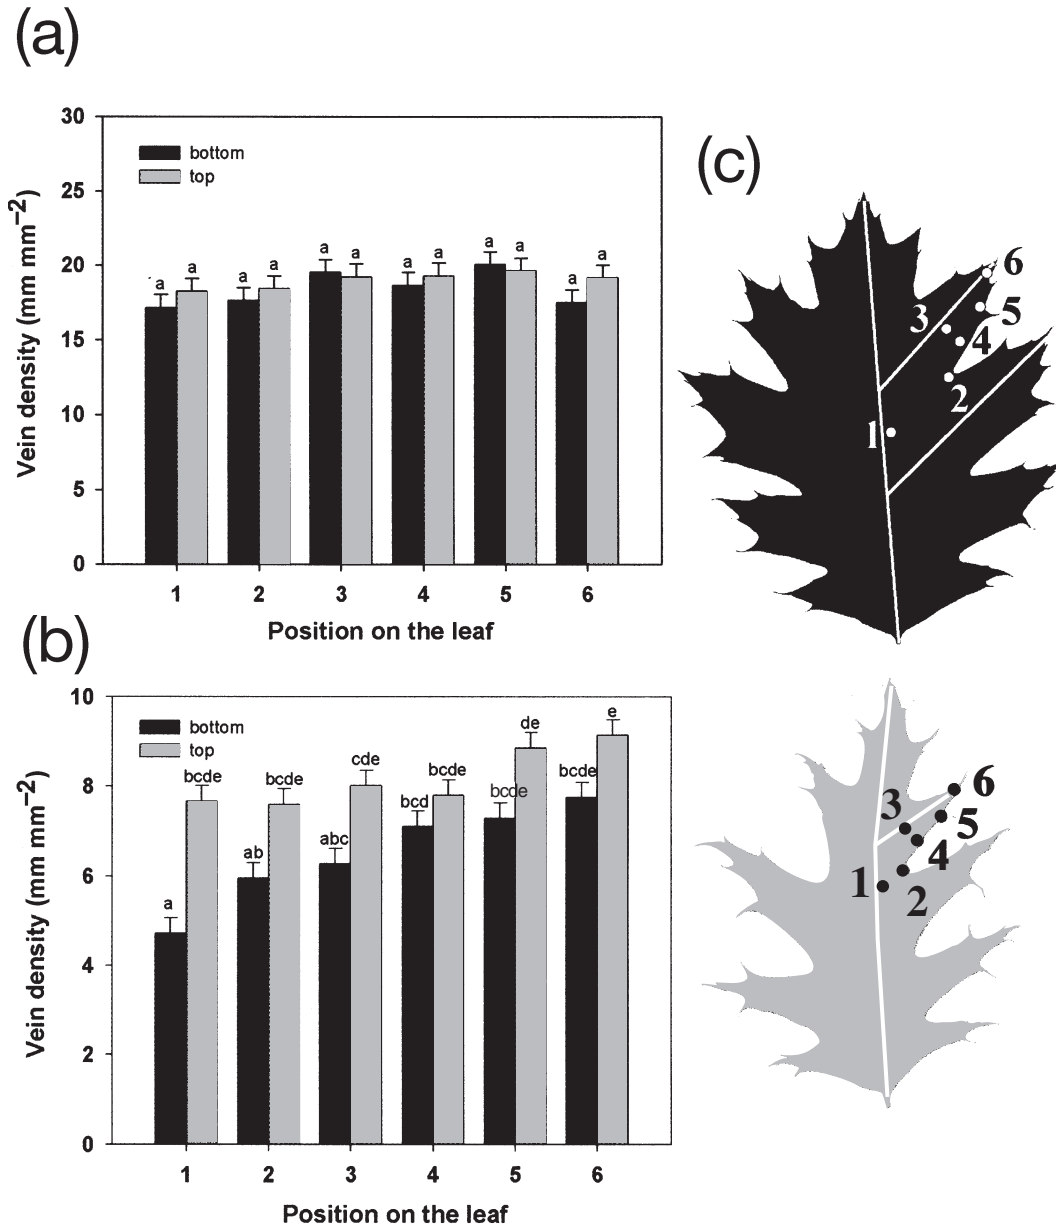 (a)
30
25
20
15
10
5
0
Vein density (mm mm⁻²)
bottom
top
a a a a a a a a a a a a
1 2 3 4 5 6
Position on the leaf
(b)
10
8
6
4
2
0
Vein density (mm mm⁻²)
bottom
top
a bcde ab bcde abc cde bcd bcde bcde de bcde e
1 2 3 4 5 6
Position on the leaf
(c)
6
5
3
4
2
1
6
3
5
4
1
2